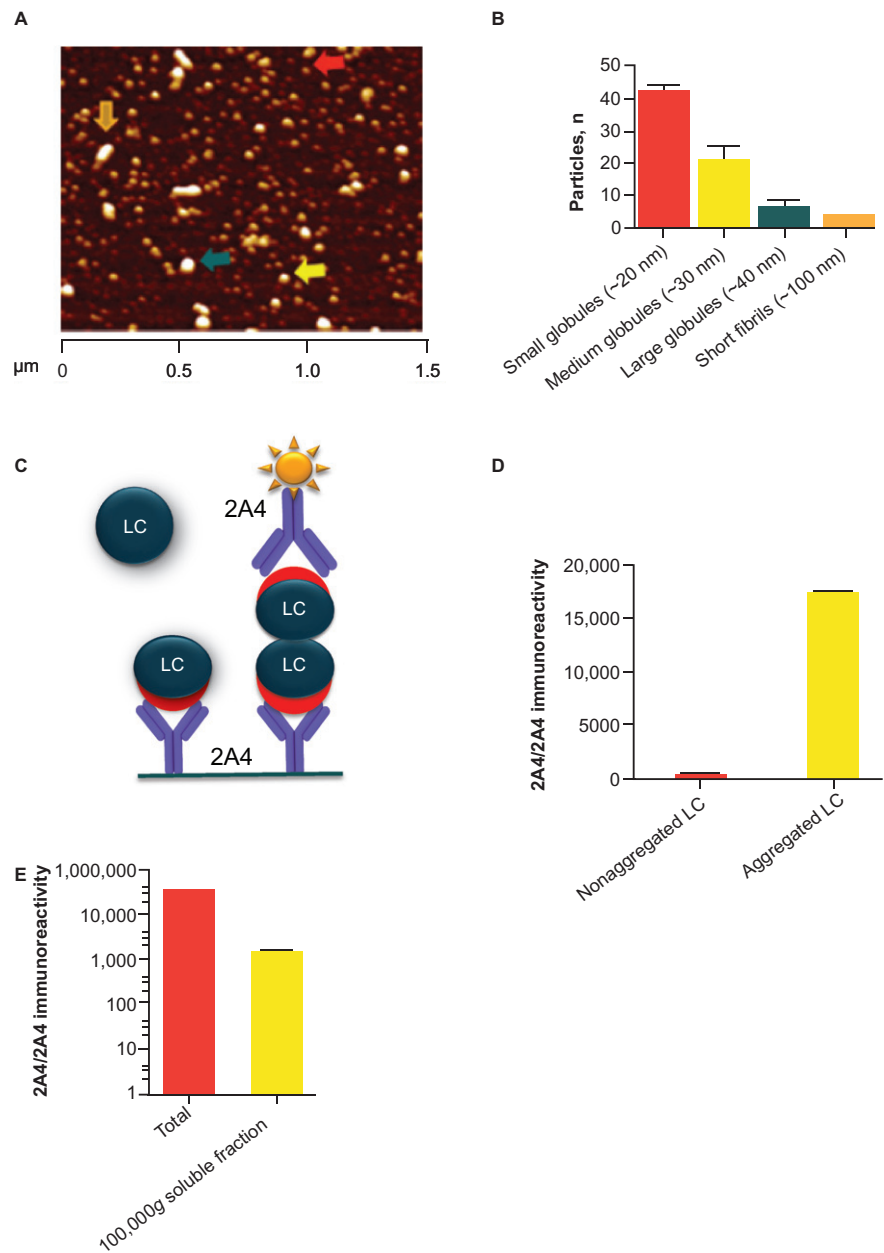 A
µm
0
0.5
1.0
1.5
B
Particles, n
50
40
30
20
10
0
Small globules (~20 nm)
Medium globules (~30 nm)
Large globules (~40 nm)
Short fibrils (~100 nm)
C
2A4
LC
LC
LC
LC
2A4
D
2A4/2A4 immunoreactivity
20,000
15,000
10,000
5000
0
Nonaggregated LC
Aggregated LC
E
2A4/2A4 immunoreactivity
1,000,000
10,000
1,000
100
10
1
Total
100,000g soluble fraction